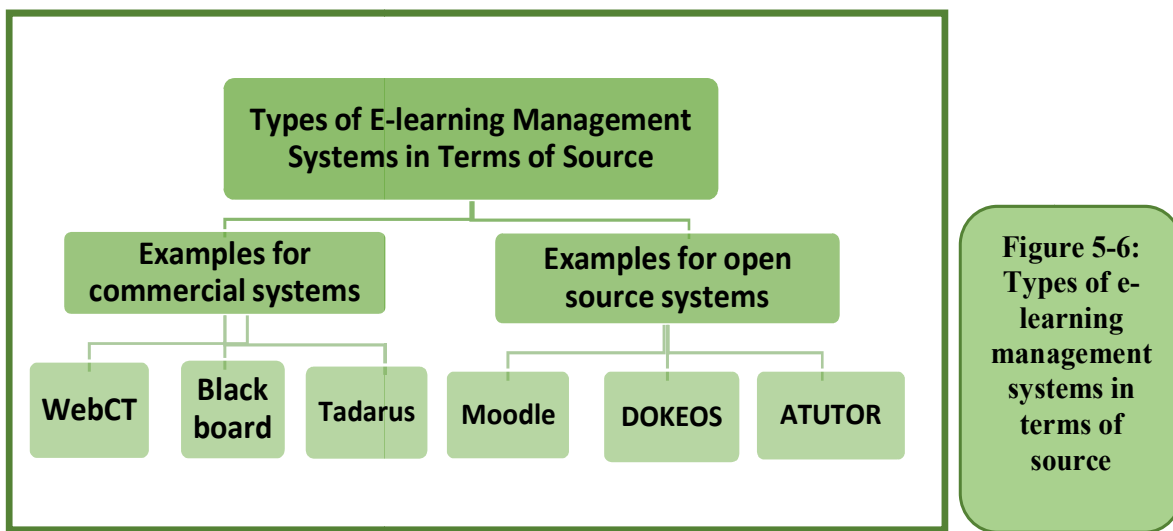 Types of E-learning Management
Systems in Terms of Source
Examples for
commercial systems
Examples for open
source systems
WebCT
Black
board
Tadarus
Moodle
DOKEOS
ATUTOR
Figure 5-6:
Types of e-
learning
management
systems in
terms of
source